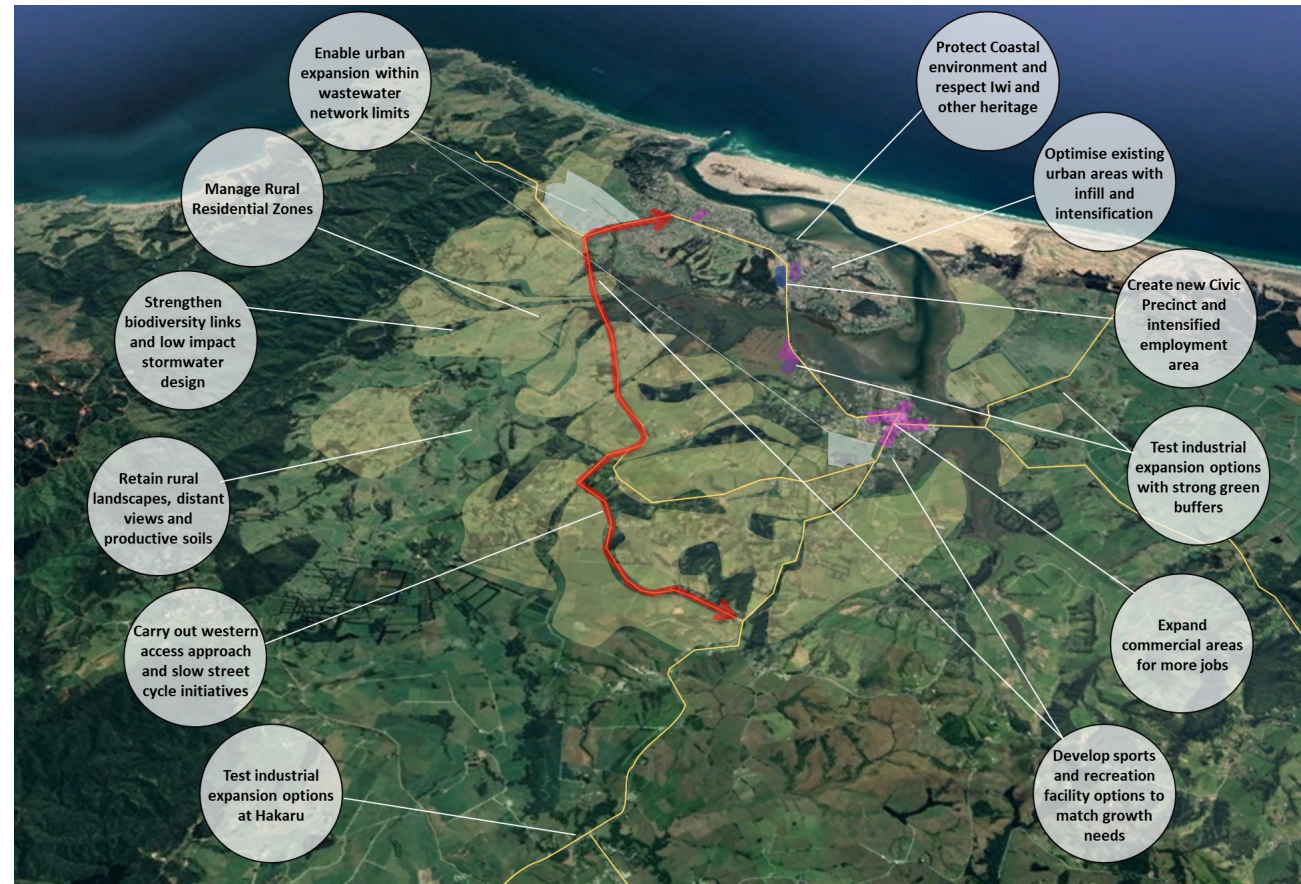 Enable urban
expansion within
wastewater
network limits
Manage Rural
Residential Zones
Strengthen
biodiversity links
and low impact
stormwater
design
Retain rural
landscapes, distant
views and
productive soils
Carry out western
access approach
and slow street
cycle initiatives
Test industrial
expansion options
at Hakaru
Protect Coastal
environment and
respect Iwi and
other heritage
Optimise existing
urban areas with
infill and
intensification
Create new Civic
Precinct and
intensified
employment
area
Test industrial
expansion options
with strong green
buffers
Expand
commercial areas
for more jobs
Develop sports
and recreation
facility options to
match growth
needs